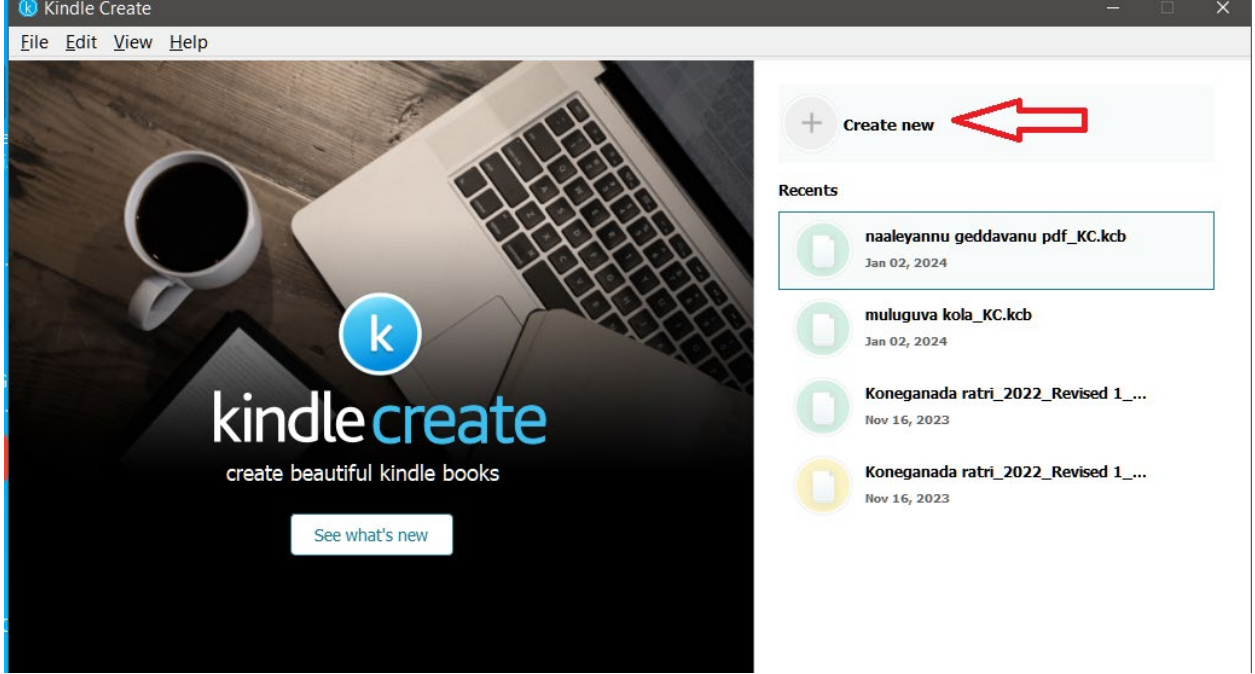 Kindle Create
File Edit View Help
Create new
Recents
naaleyannu geddavanu pdf_KC.kcb
Jan 02, 2024
muluguva kola_KC.kcb
Jan 02, 2024
Koneganada ratri_2022_Revised 1_...
Nov 16, 2023
Koneganada ratri_2022_Revised 1_...
Nov 16, 2023
k
kindle create
create beautiful kindle books
See what's new